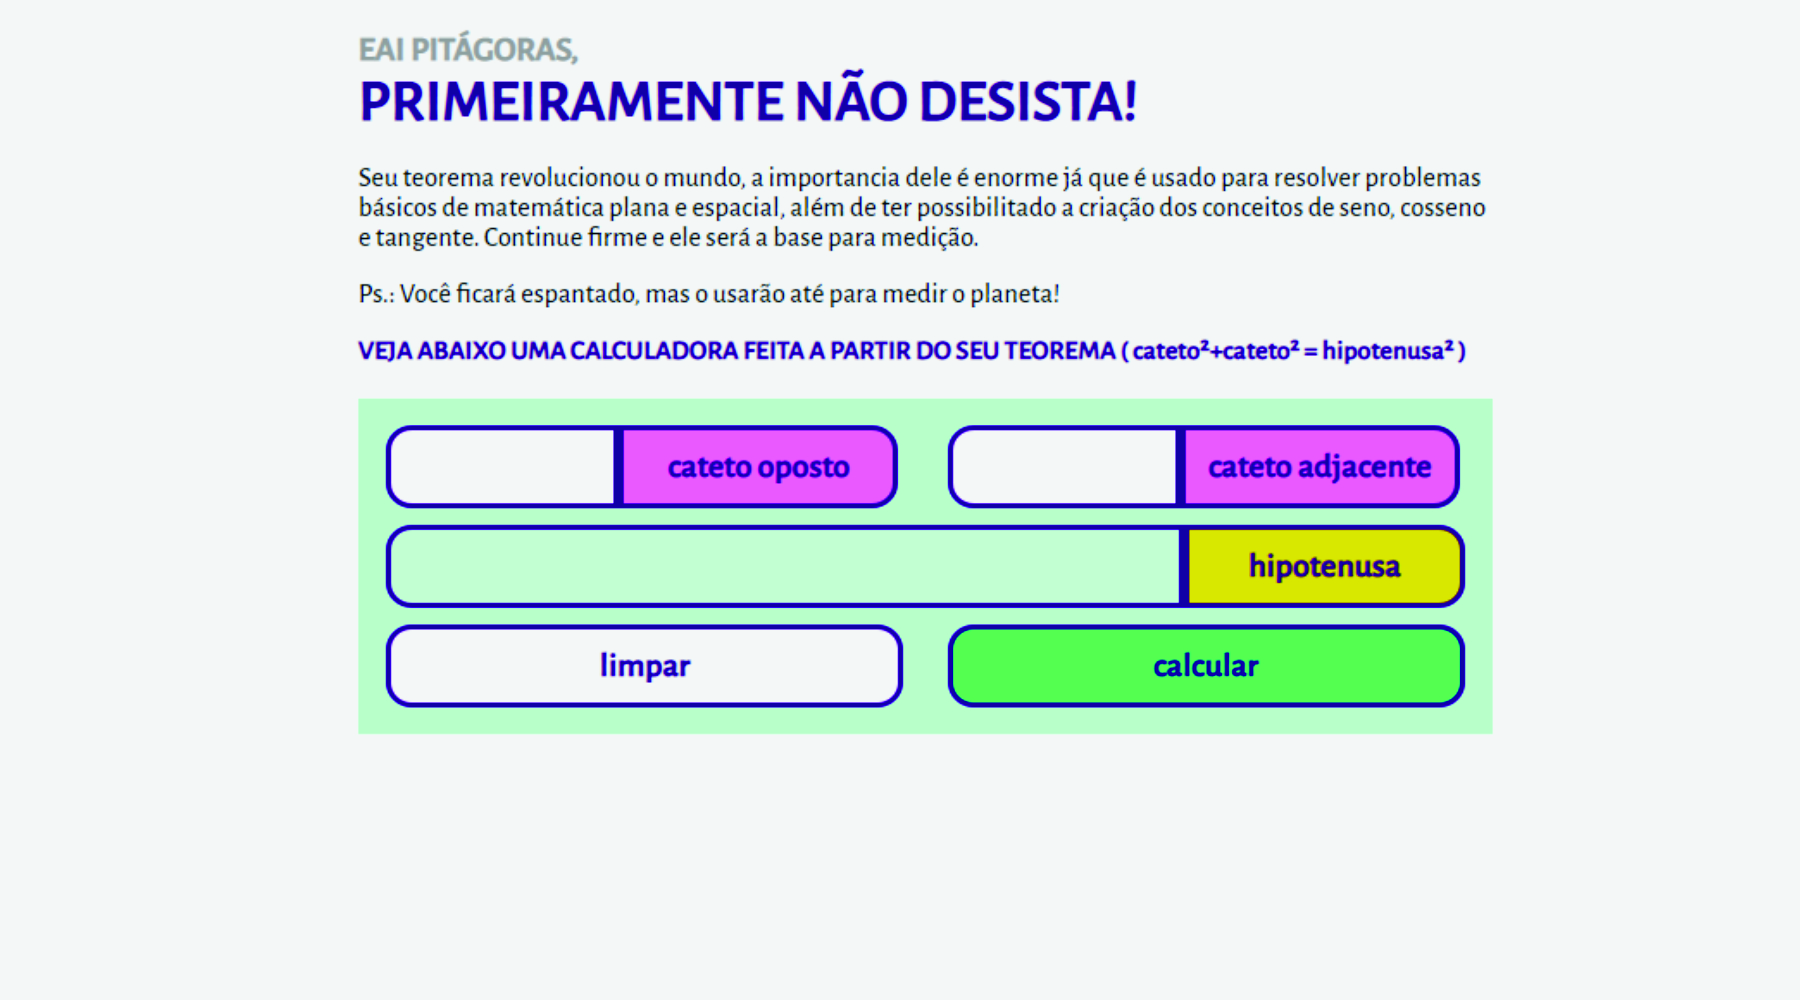 EAI PITÁGORAS,
PRIMEIRAMENTE NÃO DESISTA!
Seu teorema revolucionou o mundo, a importancia dele é enorme já que é usado para resolver problemas
básicos de matemática plana e espacial, além de ter possibilitado a criação dos conceitos de seno, cosseno
e tangente. Continue firme e ele será a base para medição.
Ps.: Você ficará espantado, mas o usarão até para medir o planeta!
VEJA ABAIXO UMA CALCULADORA FEITA A PARTIR DO SEU TEOREMA ( cateto²+cateto² = hipotenusa² )
cateto oposto
cateto adjacente
hipotenusa
limpar
calcular